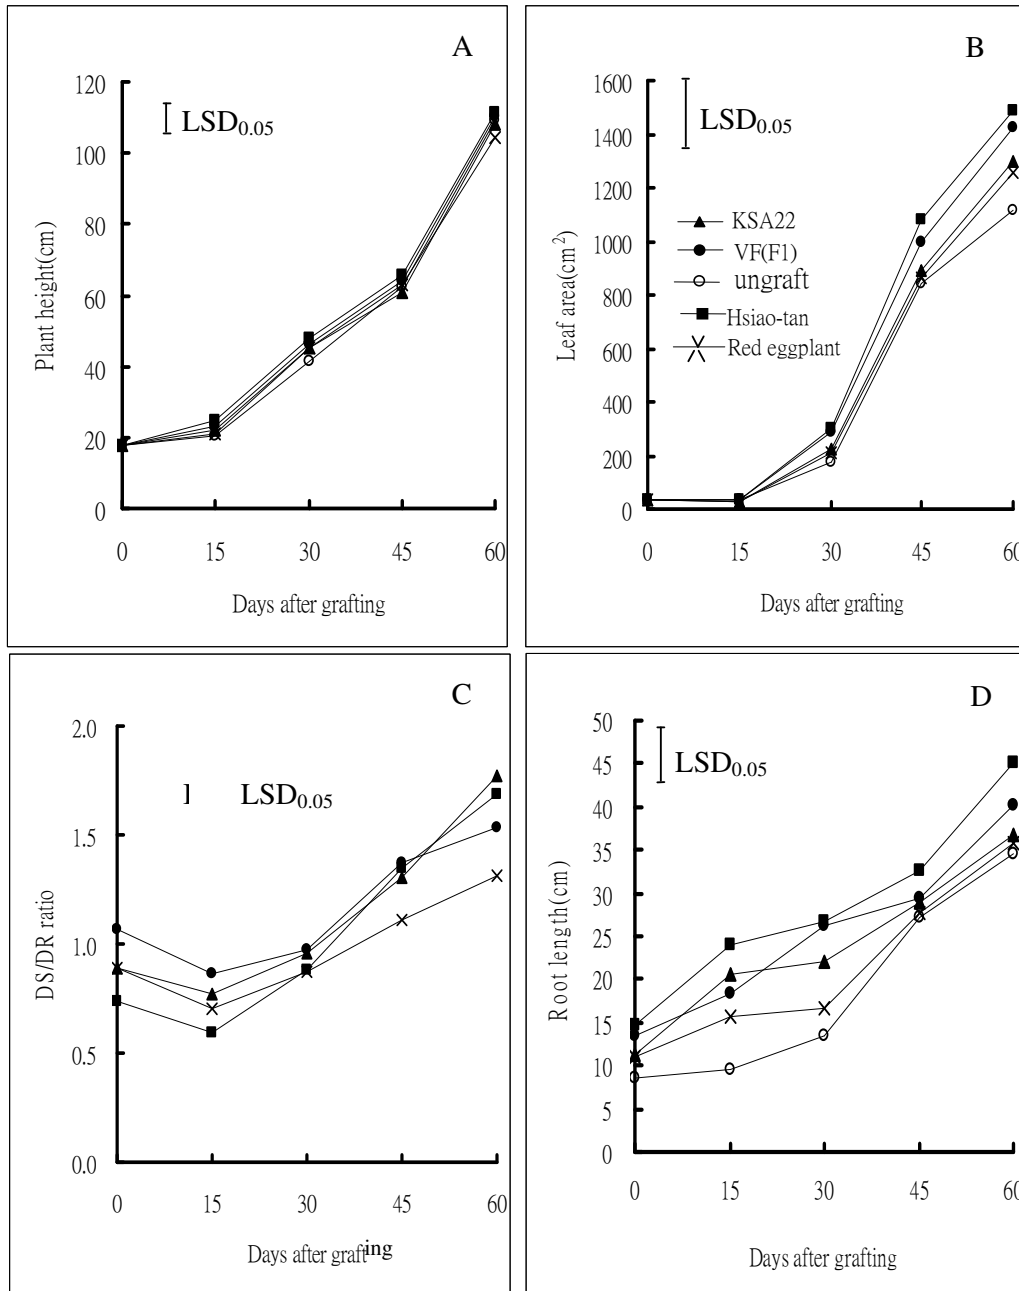 A
Plant height(cm)
120
100
80
60
40
20
0
LSD0.05
0 15 30 45 60
Days after grafting
B
Leaf area(cm2)
1600
1400
1200
1000
800
600
400
200
0
LSD0.05
KSA22
VF(F1)
ungraft
Hsiao-tan
Red eggplant
0 15 30 45 60
Days after grafting
C
DS/DR ratio
2.0
1.5
1.0
0.5
0.0
LSD0.05
0 15 30 45 60
Days after grafting
D
Root length(cm)
50
45
40
35
30
25
20
15
10
5
0
LSD0.05
0 15 30 45 60
Days after grafting